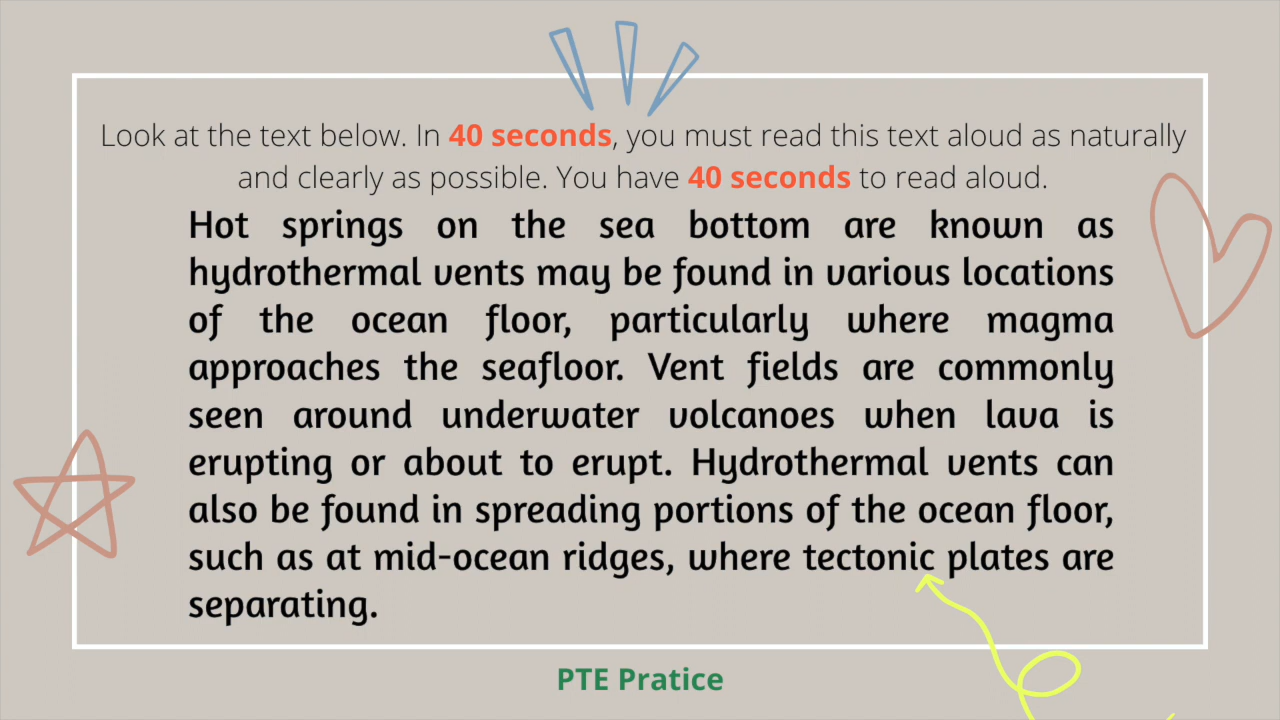 Look at the text below. In 40 seconds, you must read this text aloud as naturally
and clearly as possible. You have 40 seconds to read aloud.
Hot springs on the sea bottom are known as
hydrothermal vents may be found in various locations
of the ocean floor, particularly where magma
approaches the seafloor. Vent fields are commonly
seen around underwater volcanoes when lava is
erupting or about to erupt. Hydrothermal vents can
also be found in spreading portions of the ocean floor,
such as at mid-ocean ridges, where tectonic plates are
separating.
PTE Pratice